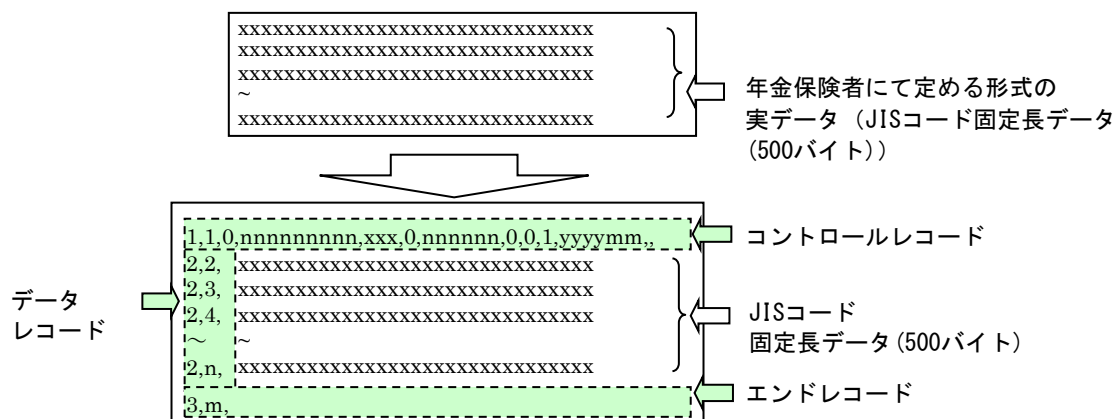 xxxxxxxxxxxxxxxxxxxxxxxxxxxxxxx
xxxxxxxxxxxxxxxxxxxxxxxxxxxxxxx
xxxxxxxxxxxxxxxxxxxxxxxxxxxxxxx
~
xxxxxxxxxxxxxxxxxxxxxxxxxxxxxxx
年金保険者にて定める形式の
実データ（JISコード固定長データ
(500バイト)）
1,1,0,nnnnnnnnn,xxx,0,nnnnnn,0,0,1,yyyymm,,
コントロールレコード
2,2, xxxxxxxxxxxxxxxxxxxxxxxxxxxxxxx
2,3, xxxxxxxxxxxxxxxxxxxxxxxxxxxxxxx
2,4, xxxxxxxxxxxxxxxxxxxxxxxxxxxxxxx
～ ~
2,n, xxxxxxxxxxxxxxxxxxxxxxxxxxxxxxx
データ
レコード
JISコード
固定長データ(500バイト)
エンドレコード
3,m,